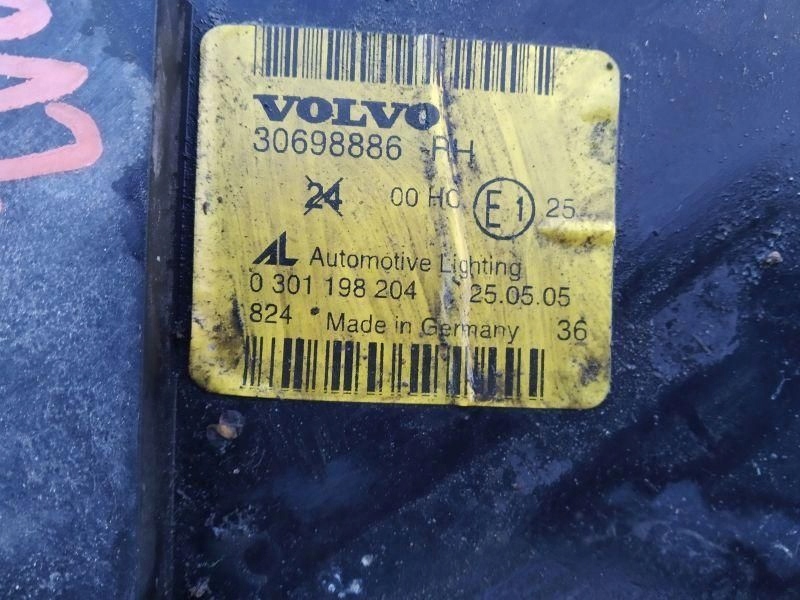 VOLVO
30698886 RH
24 00 HC E1 25
AL Automotive Lighting
0 301 198 204 25.05.05
824 Made in Germany 36